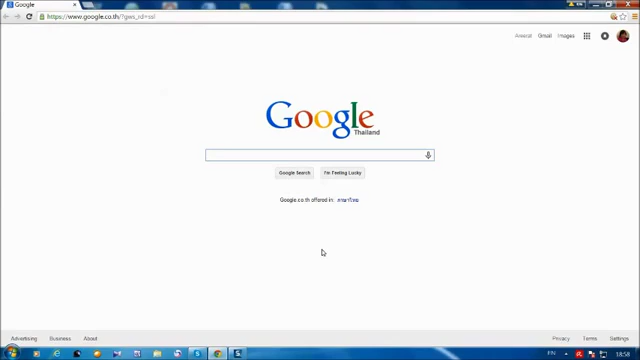 Google
https://www.google.co.th/?gws_rd=ssl
Gmail Images
Google
Thailand
Google Search I'm Feeling Lucky
Google.co.th offered in: ภาษาไทย
Advertising Business About Privacy Terms Settings
EN 18:58